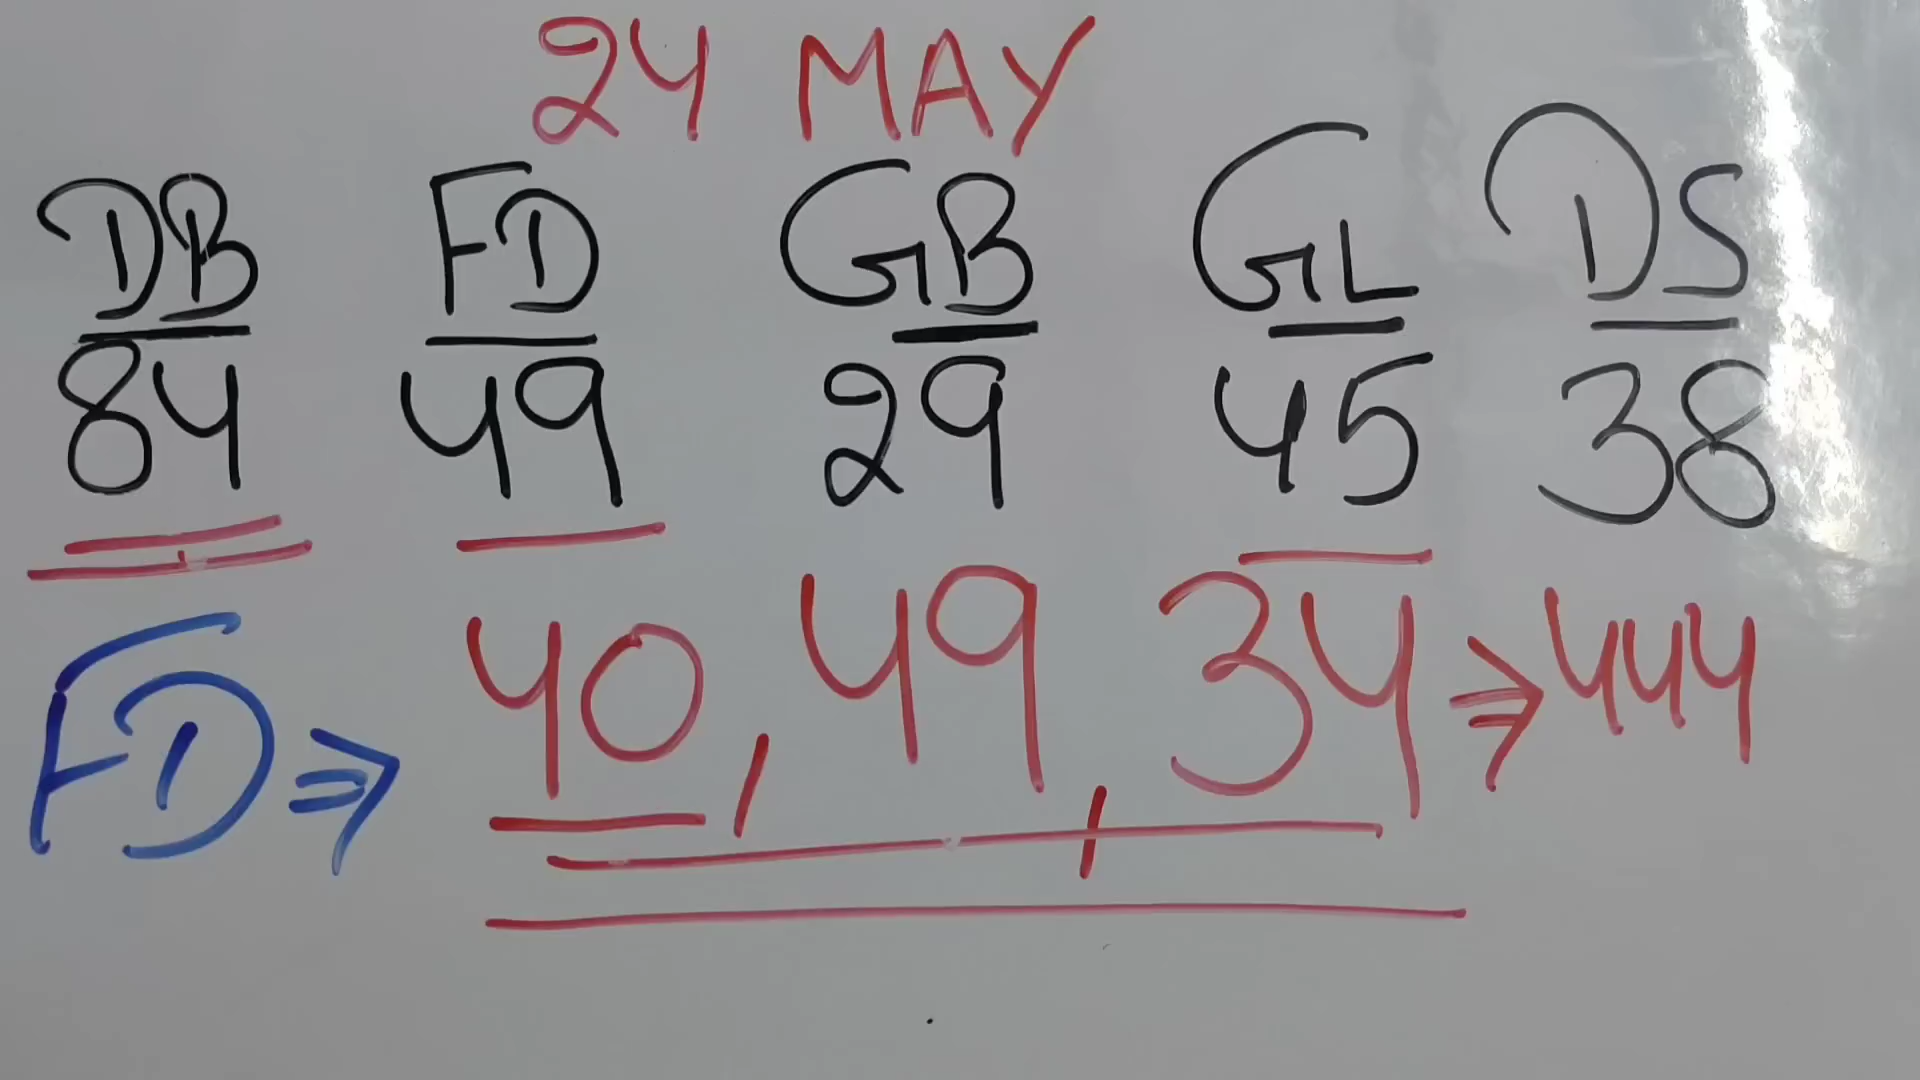 24 MAY
DB FD GB GL DS
84 49 29 45 38
FD ⇒ 40, 49, 34 ⇒ 444